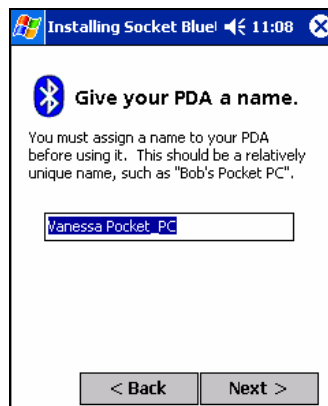 Installing Socket Blue 11:08
Give your PDA a name.
You must assign a name to your PDA
before using it. This should be a relatively
unique name, such as "Bob's Pocket PC".
Vanessa Pocket_PC
< Back Next >